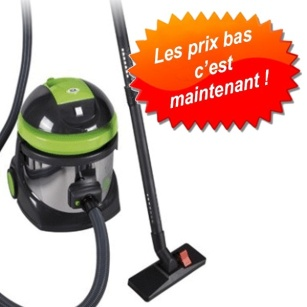 Les prix bas
c'est
maintenant !